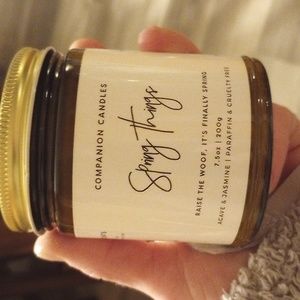 COMPANION CANDLES
Spring Things
RAISE THE WOOF, IT'S FINALLY SPRING
7.5oz | 200g
AGAVE & JASMINE | PARAFFIN & CRUELTY FREE